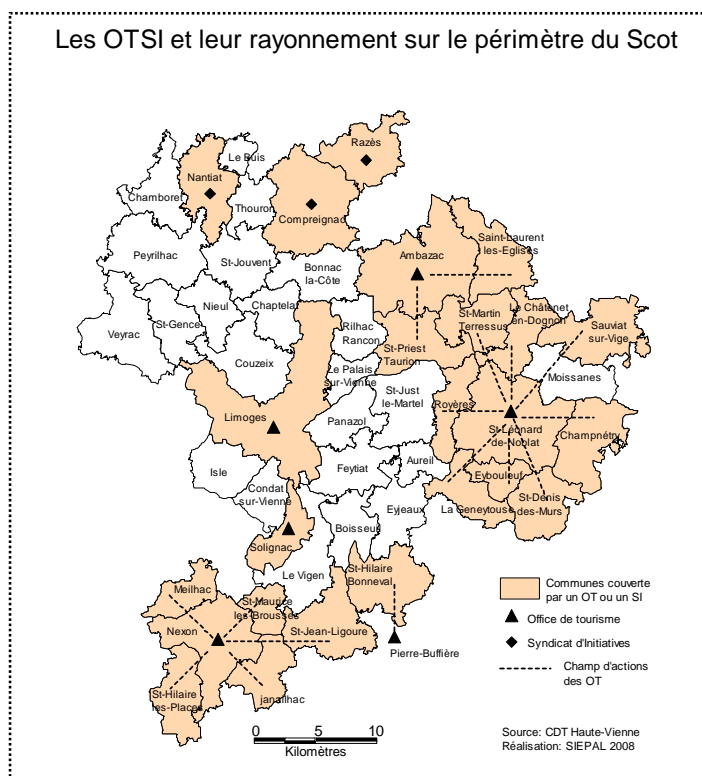 Les OTSI et leur rayonnement sur le périmètre du Scot
Razès
Le Buis
Nantiat
Chamboret
Thouron
Compreignac
Saint-Laurent
les-Eglises
Ambazac
Peyrilhac
St-Jouvent
Bonnac
la-Côte
Nieul
Chaptelat
St-Gence
Veyrac
Rilhac
Rancon
St-Martin
Terressus
Le Châtenet
en-Dognon
Sauviat
sur-Vige
St-Priest
Taurion
Couzeix
Le Palais
sur-Vienne
Moissanes
St-Just
le-Martel
Royères
Limoges
Panazol
St-Léonard
de-Noblat
Champnétry
Isle
Feytiat
Aureil
Eybouleuf
Condat
sur-Vienne
St-Denis
des-Murs
La Geneytouse
Eyjeaux
Boisseuil
Solignac
St-Hilaire
Bonneval
Le Vigen
Meilhac
St-Maurice
les-Brousses
Nexon
St-Jean-Ligoure
Pierre-Buffière
St-Hilaire
les-Places
janailhac
Communes couverte
par un OT ou un SI
Office de tourisme
Syndicat d'Initiatives
Champ d'actions
des OT
0 5 10
Kilomètres
Source: CDT Haute-Vienne
Réalisation: SIEPAL 2008